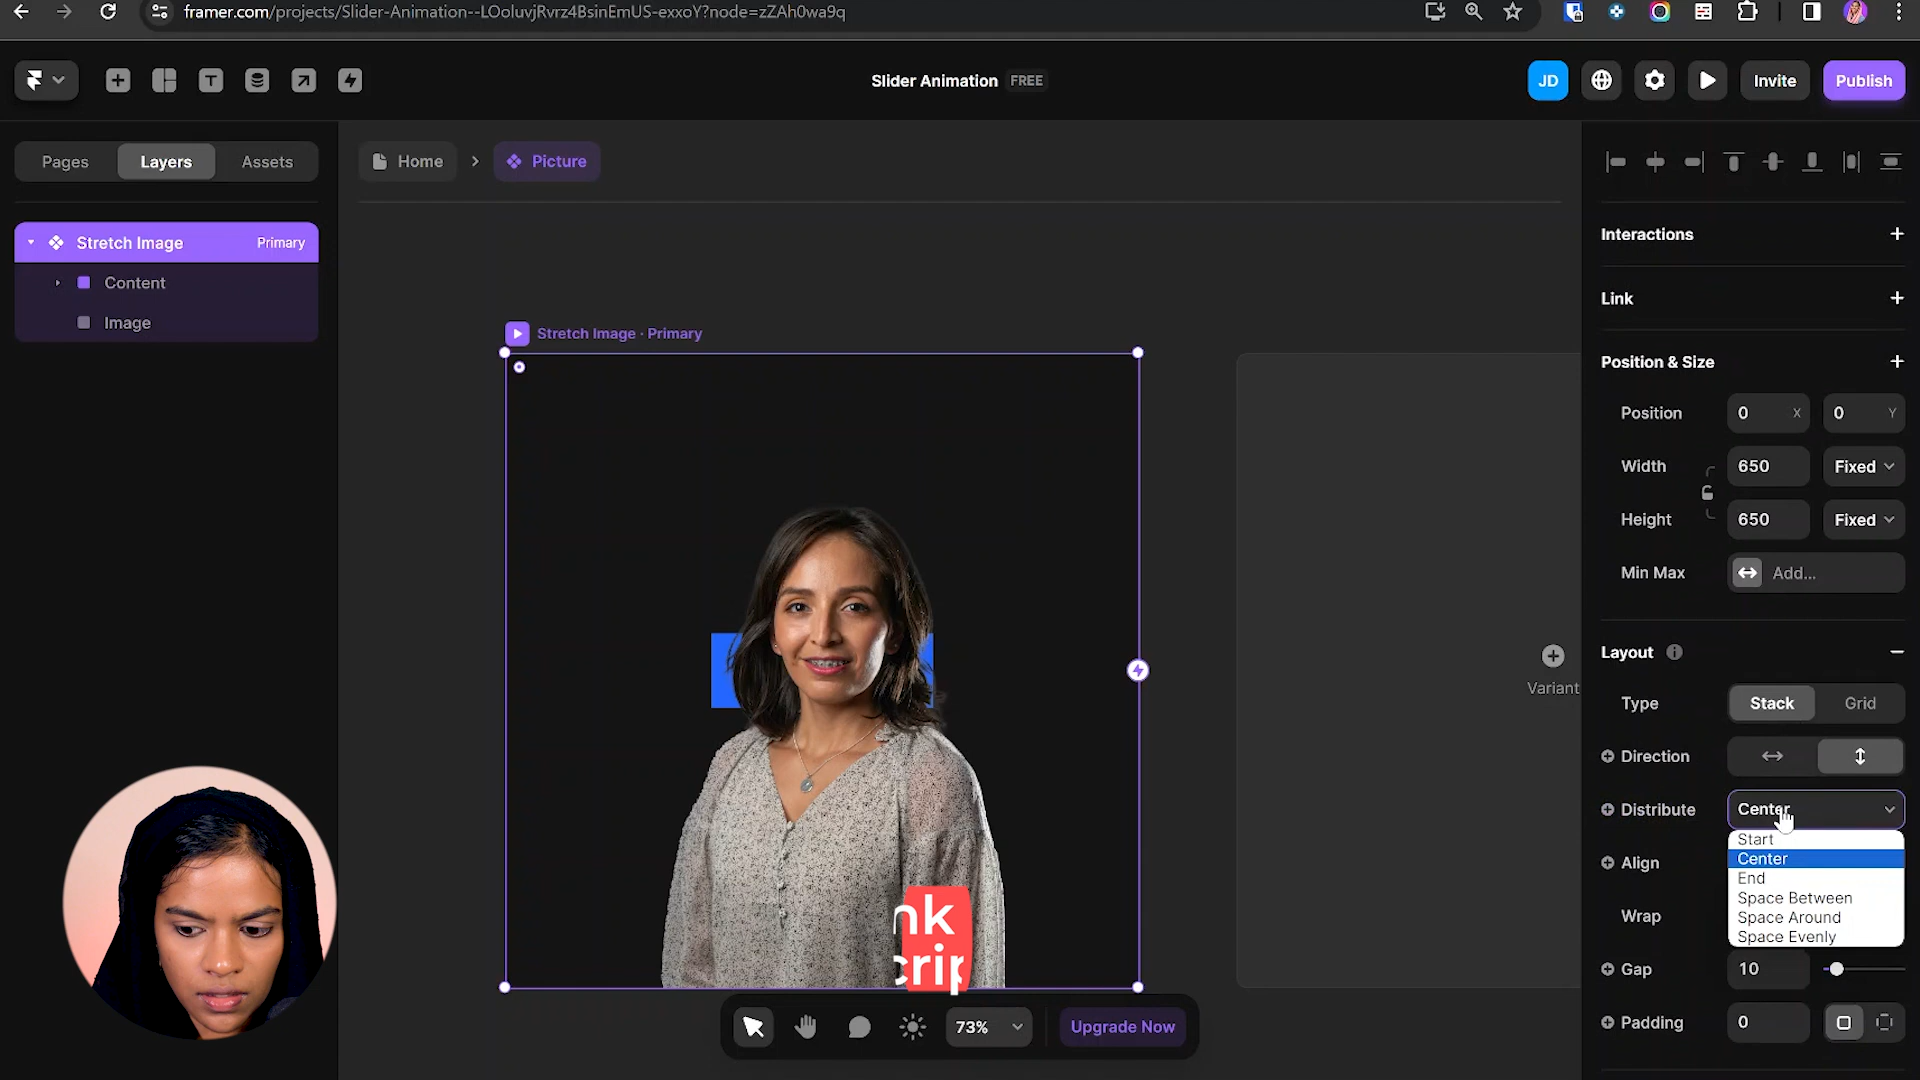 framer.com/projects/Slider-Animation--LOoluvjRvrz4BsinEmUS-exxoY?node=zZAh0wa9q
Slider Animation FREE
JD
Invite
Publish
Pages
Layers
Assets
Home
Picture
Stretch Image
Primary
Content
Image
Stretch Image · Primary
nk
crip
Variant
73%
Upgrade Now
Interactions
Link
Position & Size
Position
0 X
0 Y
Width
650
Fixed
Height
650
Fixed
Min Max
Add...
Layout
Type
Stack
Grid
Direction
Distribute
Center
Start
Center
End
Space Between
Space Around
Space Evenly
Align
Wrap
Gap
10
Padding
0